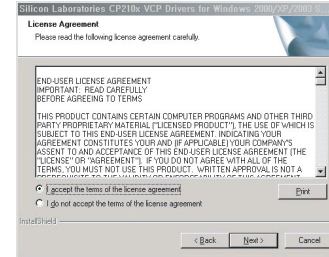 Silicon Laboratories CP210x VCP Drivers for Windows 2000/XP/2003 S
License Agreement
Please read the following license agreement carefully.
END-USER LICENSE AGREEMENT
IMPORTANT: READ CAREFULLY
BEFORE AGREEING TO TERMS
THIS PRODUCT CONTAINS CERTAIN COMPUTER PROGRAMS AND OTHER THIRD
PARTY PROPRIETARY MATERIAL ("LICENSED PRODUCT"), THE USE OF WHICH IS
SUBJECT TO THIS END-USER LICENSE AGREEMENT. INDICATING YOUR
AGREEMENT CONSTITUTES YOUR AND (IF APPLICABLE) YOUR COMPANY'S
ASSENT TO AND ACCEPTANCE OF THIS END-USER LICENSE AGREEMENT (THE
"LICENSE" OR "AGREEMENT"). IF YOU DO NOT AGREE WITH ALL OF THE
TERMS, YOU MUST NOT USE THIS PRODUCT. WRITTEN APPROVAL IS NOT A
I accept the terms of the license agreement
Print
I do not accept the terms of the license agreement
InstallShield
< Back Next > Cancel